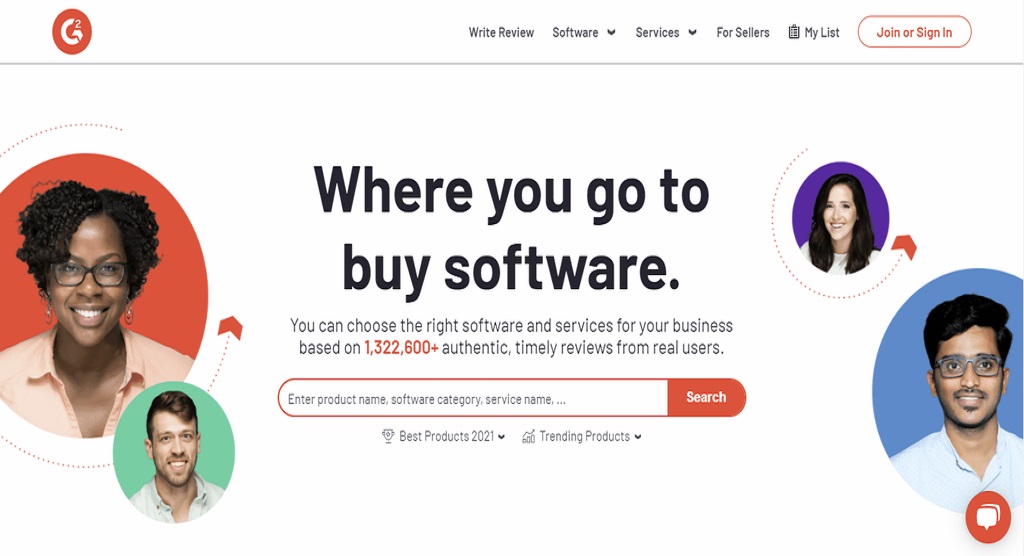 G2
Write Review
Software
Services
For Sellers
My List
Join or Sign In
Where you go to
buy software.
You can choose the right software and services for your business
based on 1,322,600+ authentic, timely reviews from real users.
Enter product name, software category, service name, ...
Search
Best Products 2021
Trending Products